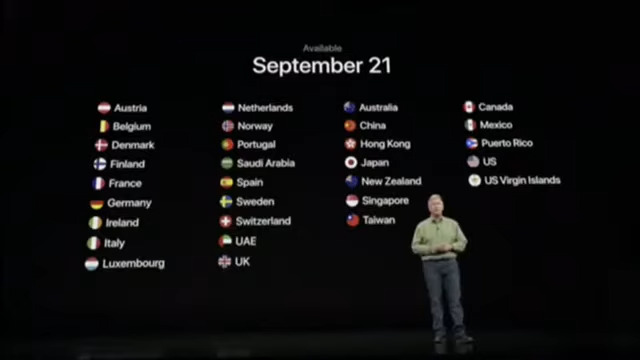 Available
September 21
Austria
Belgium
Denmark
Finland
France
Germany
Ireland
Italy
Luxembourg
Netherlands
Norway
Portugal
Saudi Arabia
Spain
Sweden
Switzerland
UAE
UK
Australia
China
Hong Kong
Japan
New Zealand
Singapore
Taiwan
Canada
Mexico
Puerto Rico
US
US Virgin Islands